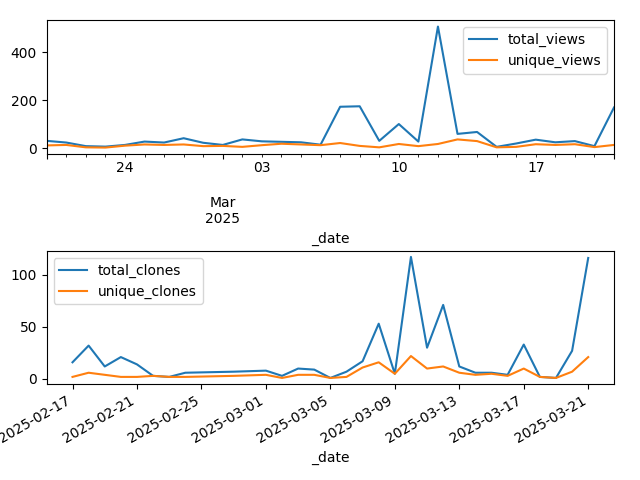 400
200
0
total_views
unique_views
24
03
10
17
Mar
2025
_date
100
50
0
total_clones
unique_clones
2025-02-17
2025-02-21
2025-02-25
2025-03-01
2025-03-05
2025-03-09
2025-03-13
2025-03-17
2025-03-21
_date